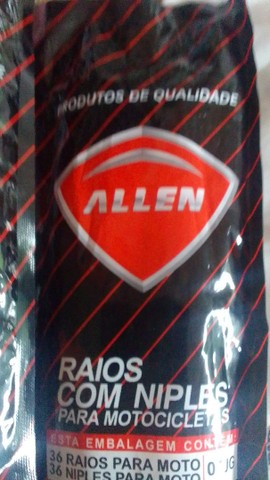 PRODUTOS DE QUALIDADE
ALLEN
RAIOS
COM NIPLES
PARA MOTOCICLETAS
ESTA EMBALAGEM CONTÉM
36 RAIOS PARA MOTO
36 NIPLES PARA MOTO